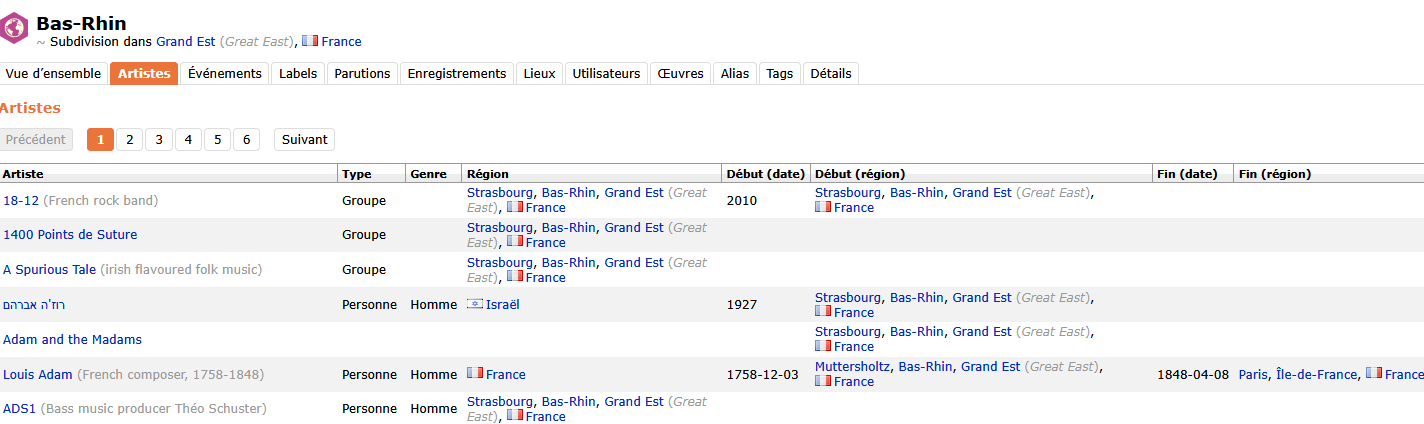 Bas-Rhin
~ Subdivision dans Grand Est (Great East), France
Vue d’ensemble Artistes Événements Labels Parutions Enregistrements Lieux Utilisateurs Œuvres Alias Tags Détails
Artistes
Précédent 1 2 3 4 5 6 Suivant
Artiste Type Genre Région Début (date) Début (région) Fin (date) Fin (région)
18-12 (French rock band) Groupe Strasbourg, Bas-Rhin, Grand Est (Great East), France 2010 Strasbourg, Bas-Rhin, Grand Est (Great East), France
1400 Points de Suture Groupe Strasbourg, Bas-Rhin, Grand Est (Great East), France
A Spurious Tale (irish flavoured folk music) Groupe Strasbourg, Bas-Rhin, Grand Est (Great East), France
רוז'ה אברהם Personne Homme Israël 1927 Strasbourg, Bas-Rhin, Grand Est (Great East), France
Adam and the Madams Strasbourg, Bas-Rhin, Grand Est (Great East), France
Louis Adam (French composer, 1758-1848) Personne Homme France 1758-12-03 Muttersholtz, Bas-Rhin, Grand Est (Great East), France 1848-04-08 Paris, Île-de-France, France
ADS1 (Bass music producer Théo Schuster) Personne Homme Strasbourg, Bas-Rhin, Grand Est (Great East), France